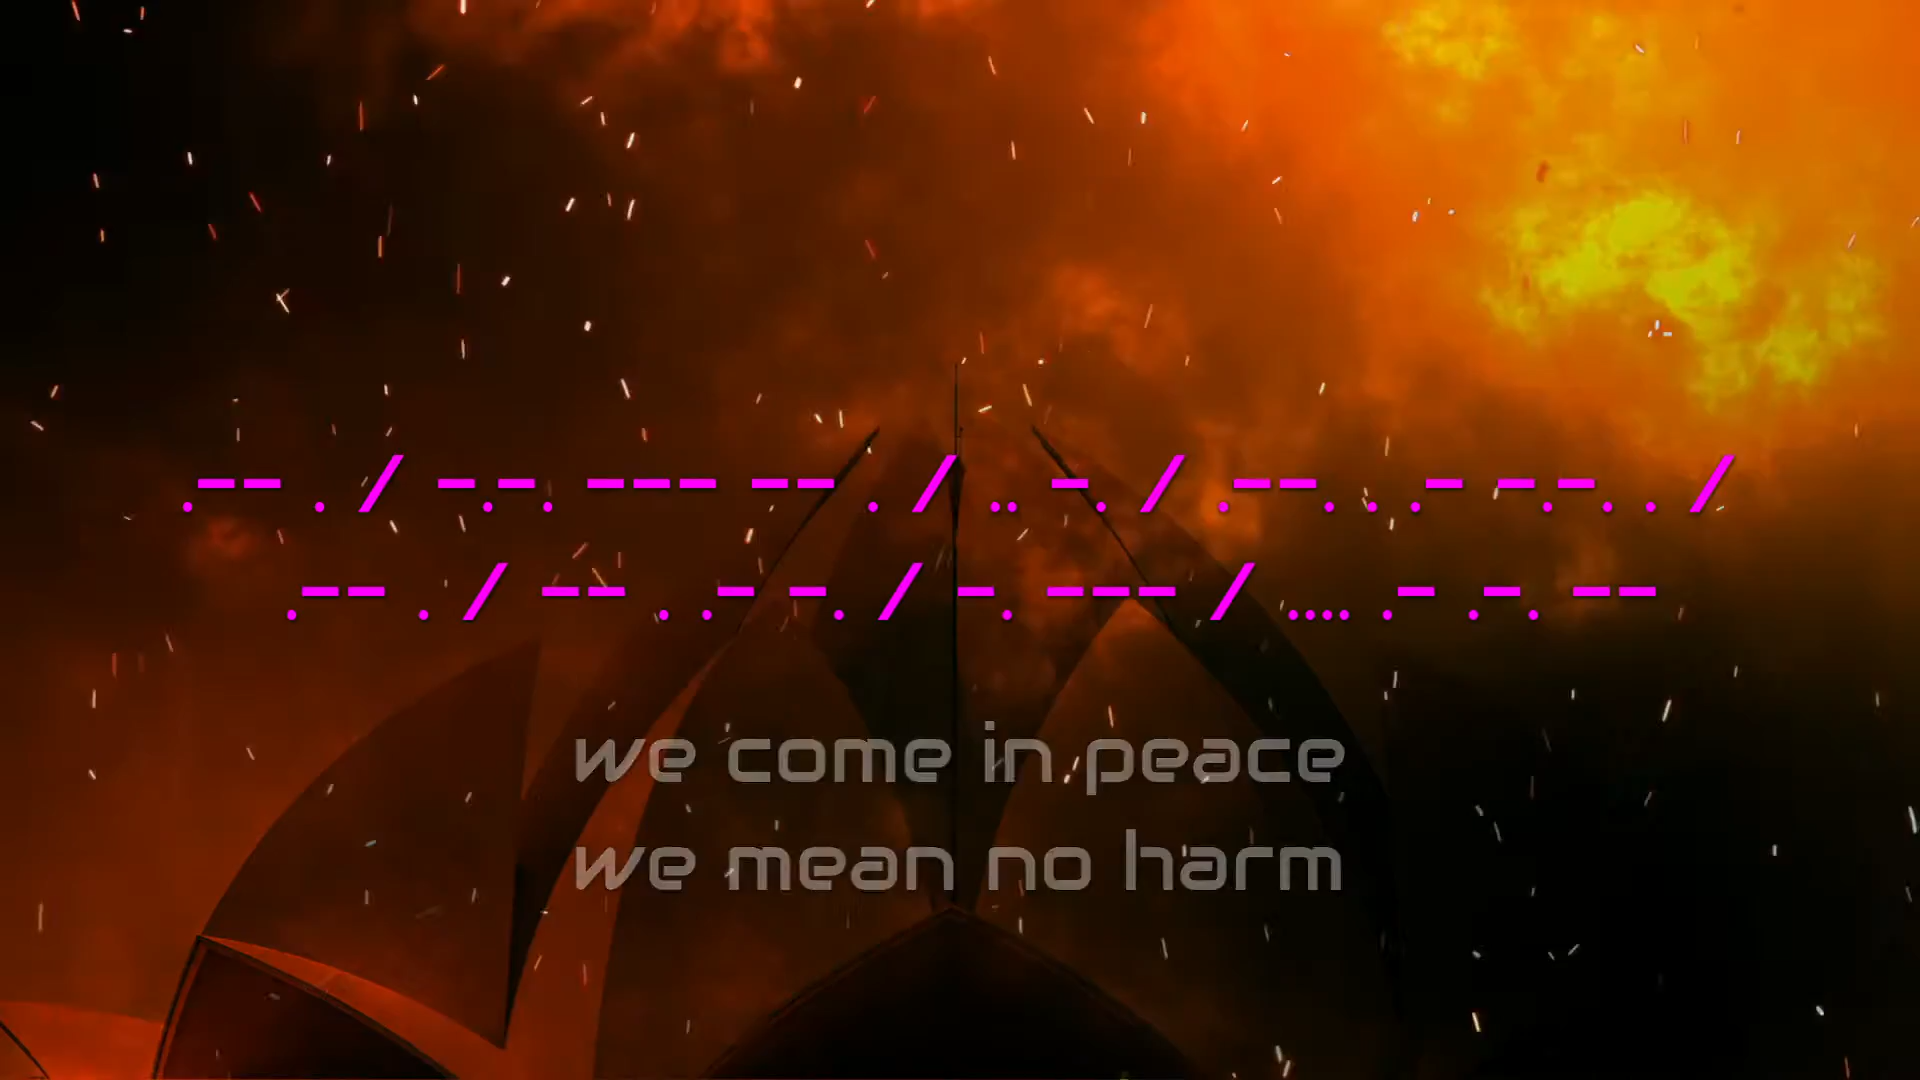 .-- . / -.-. --- -- . / .. -. / .--. . .- -.-. . /
.-- . / -- . .- -. / -. --- / .... .- .-. --
we come in peace
we mean no harm